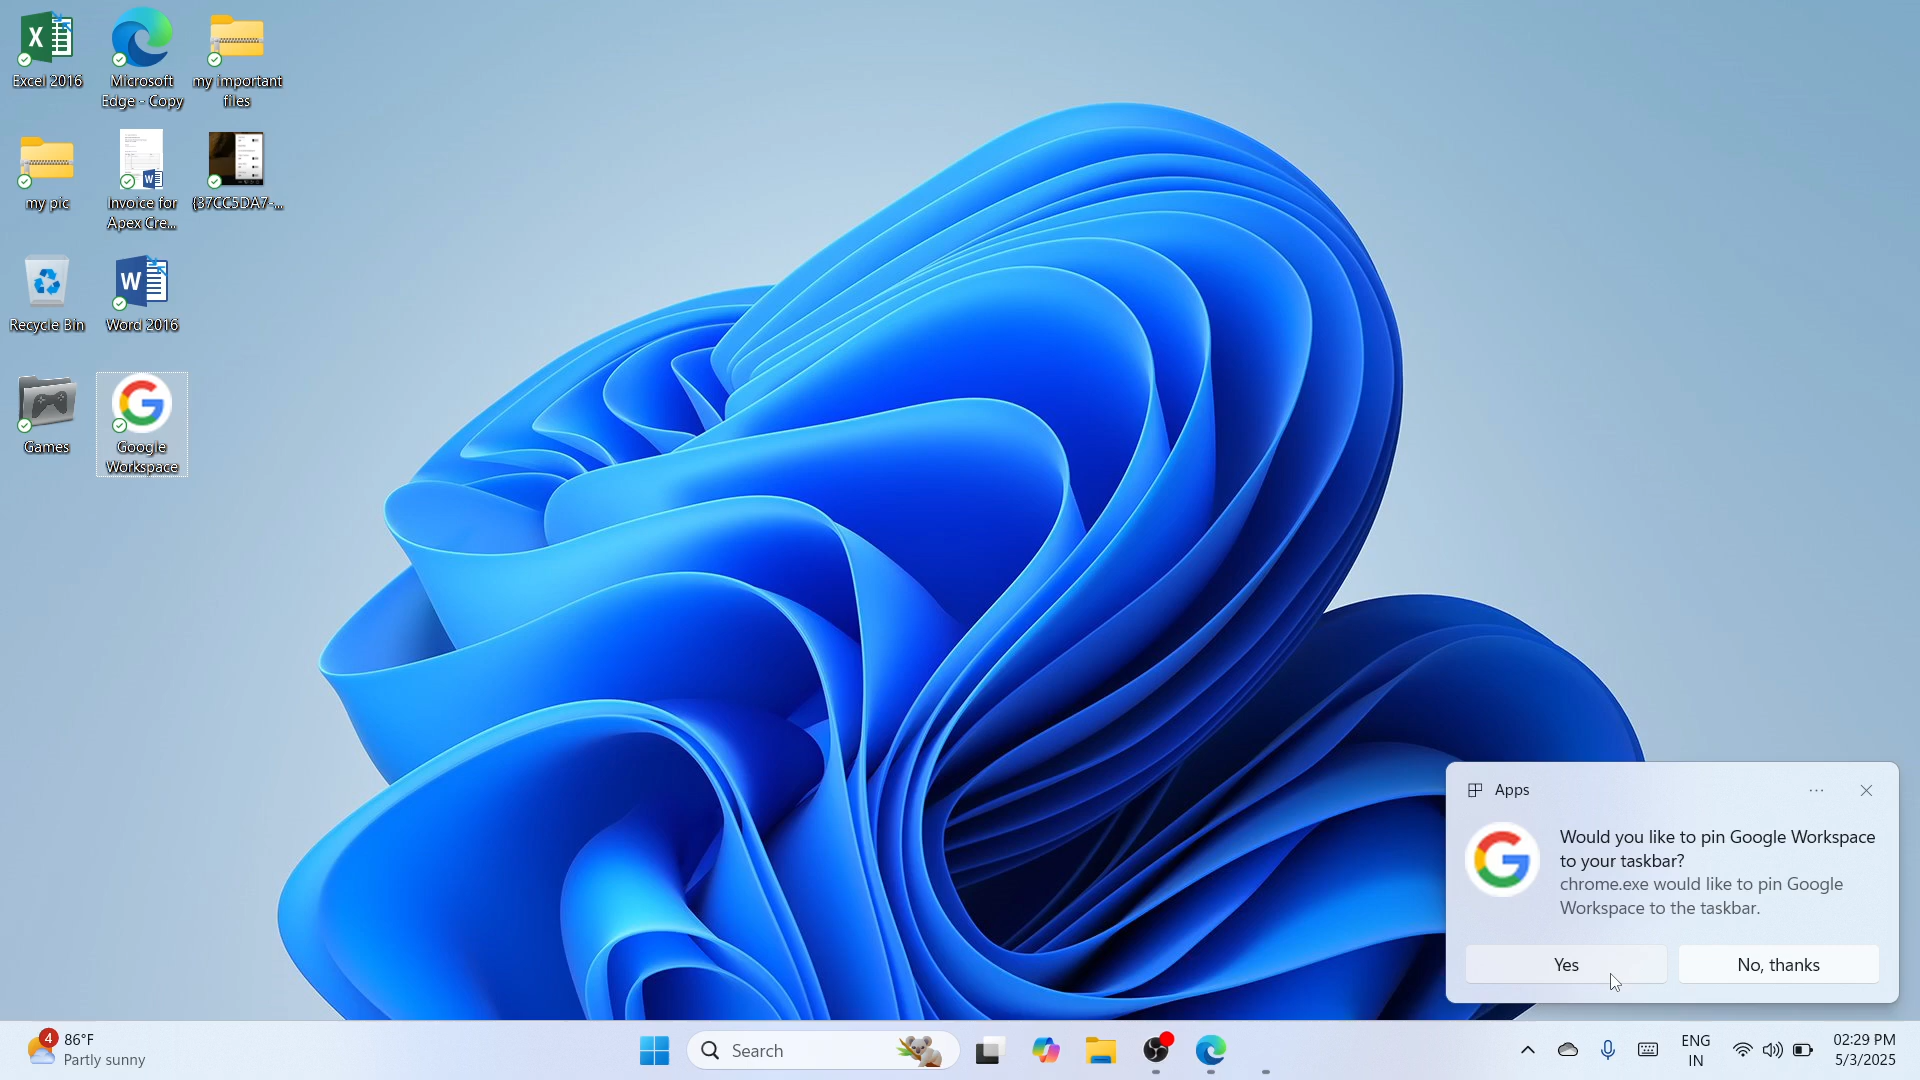 Excel 2016
Microsoft
Edge - Copy
my important
files
my pic
Invoice for
Apex Cre...
{37CC5DA7-...
Recycle Bin
Word 2016
Games
Google
Workspace
Apps
Would you like to pin Google Workspace
to your taskbar?
chrome.exe would like to pin Google
Workspace to the taskbar.
Yes
No, thanks
4
86°F
Partly sunny
Search
ENG
IN
02:29 PM
5/3/2025